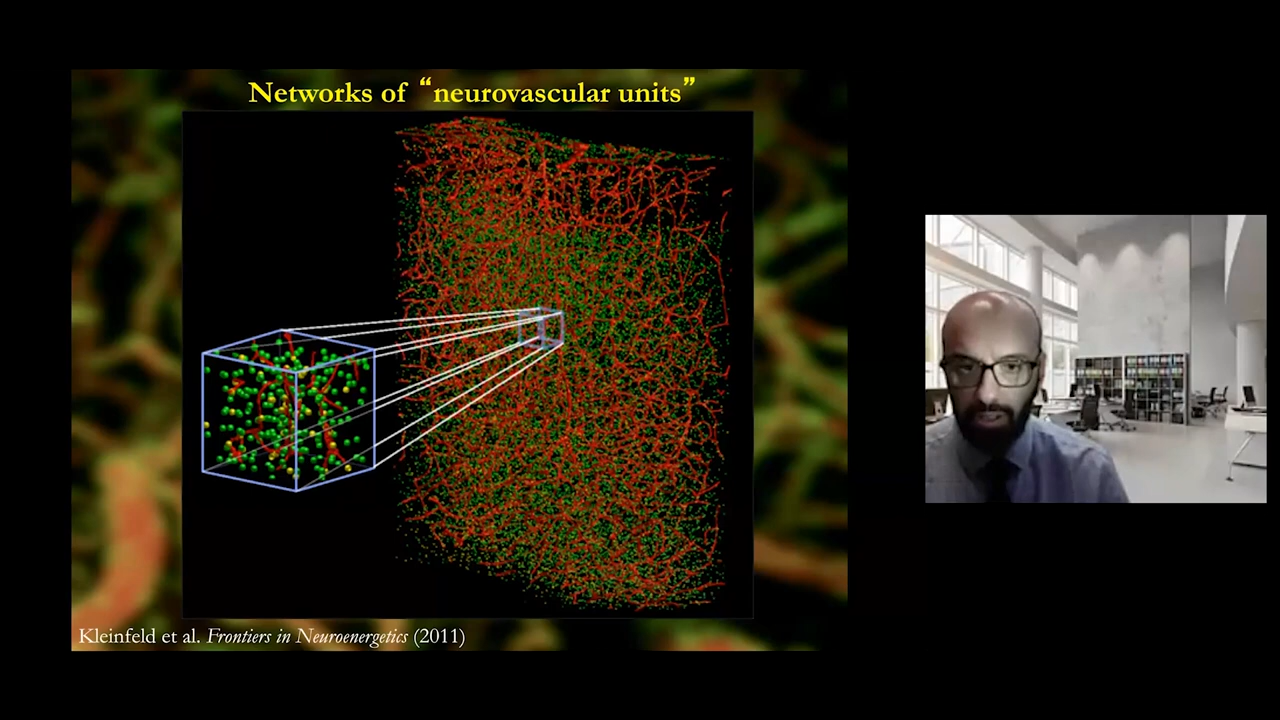 Networks of “neurovascular units”
Kleinfeld et al. Frontiers in Neuroenergetics (2011)